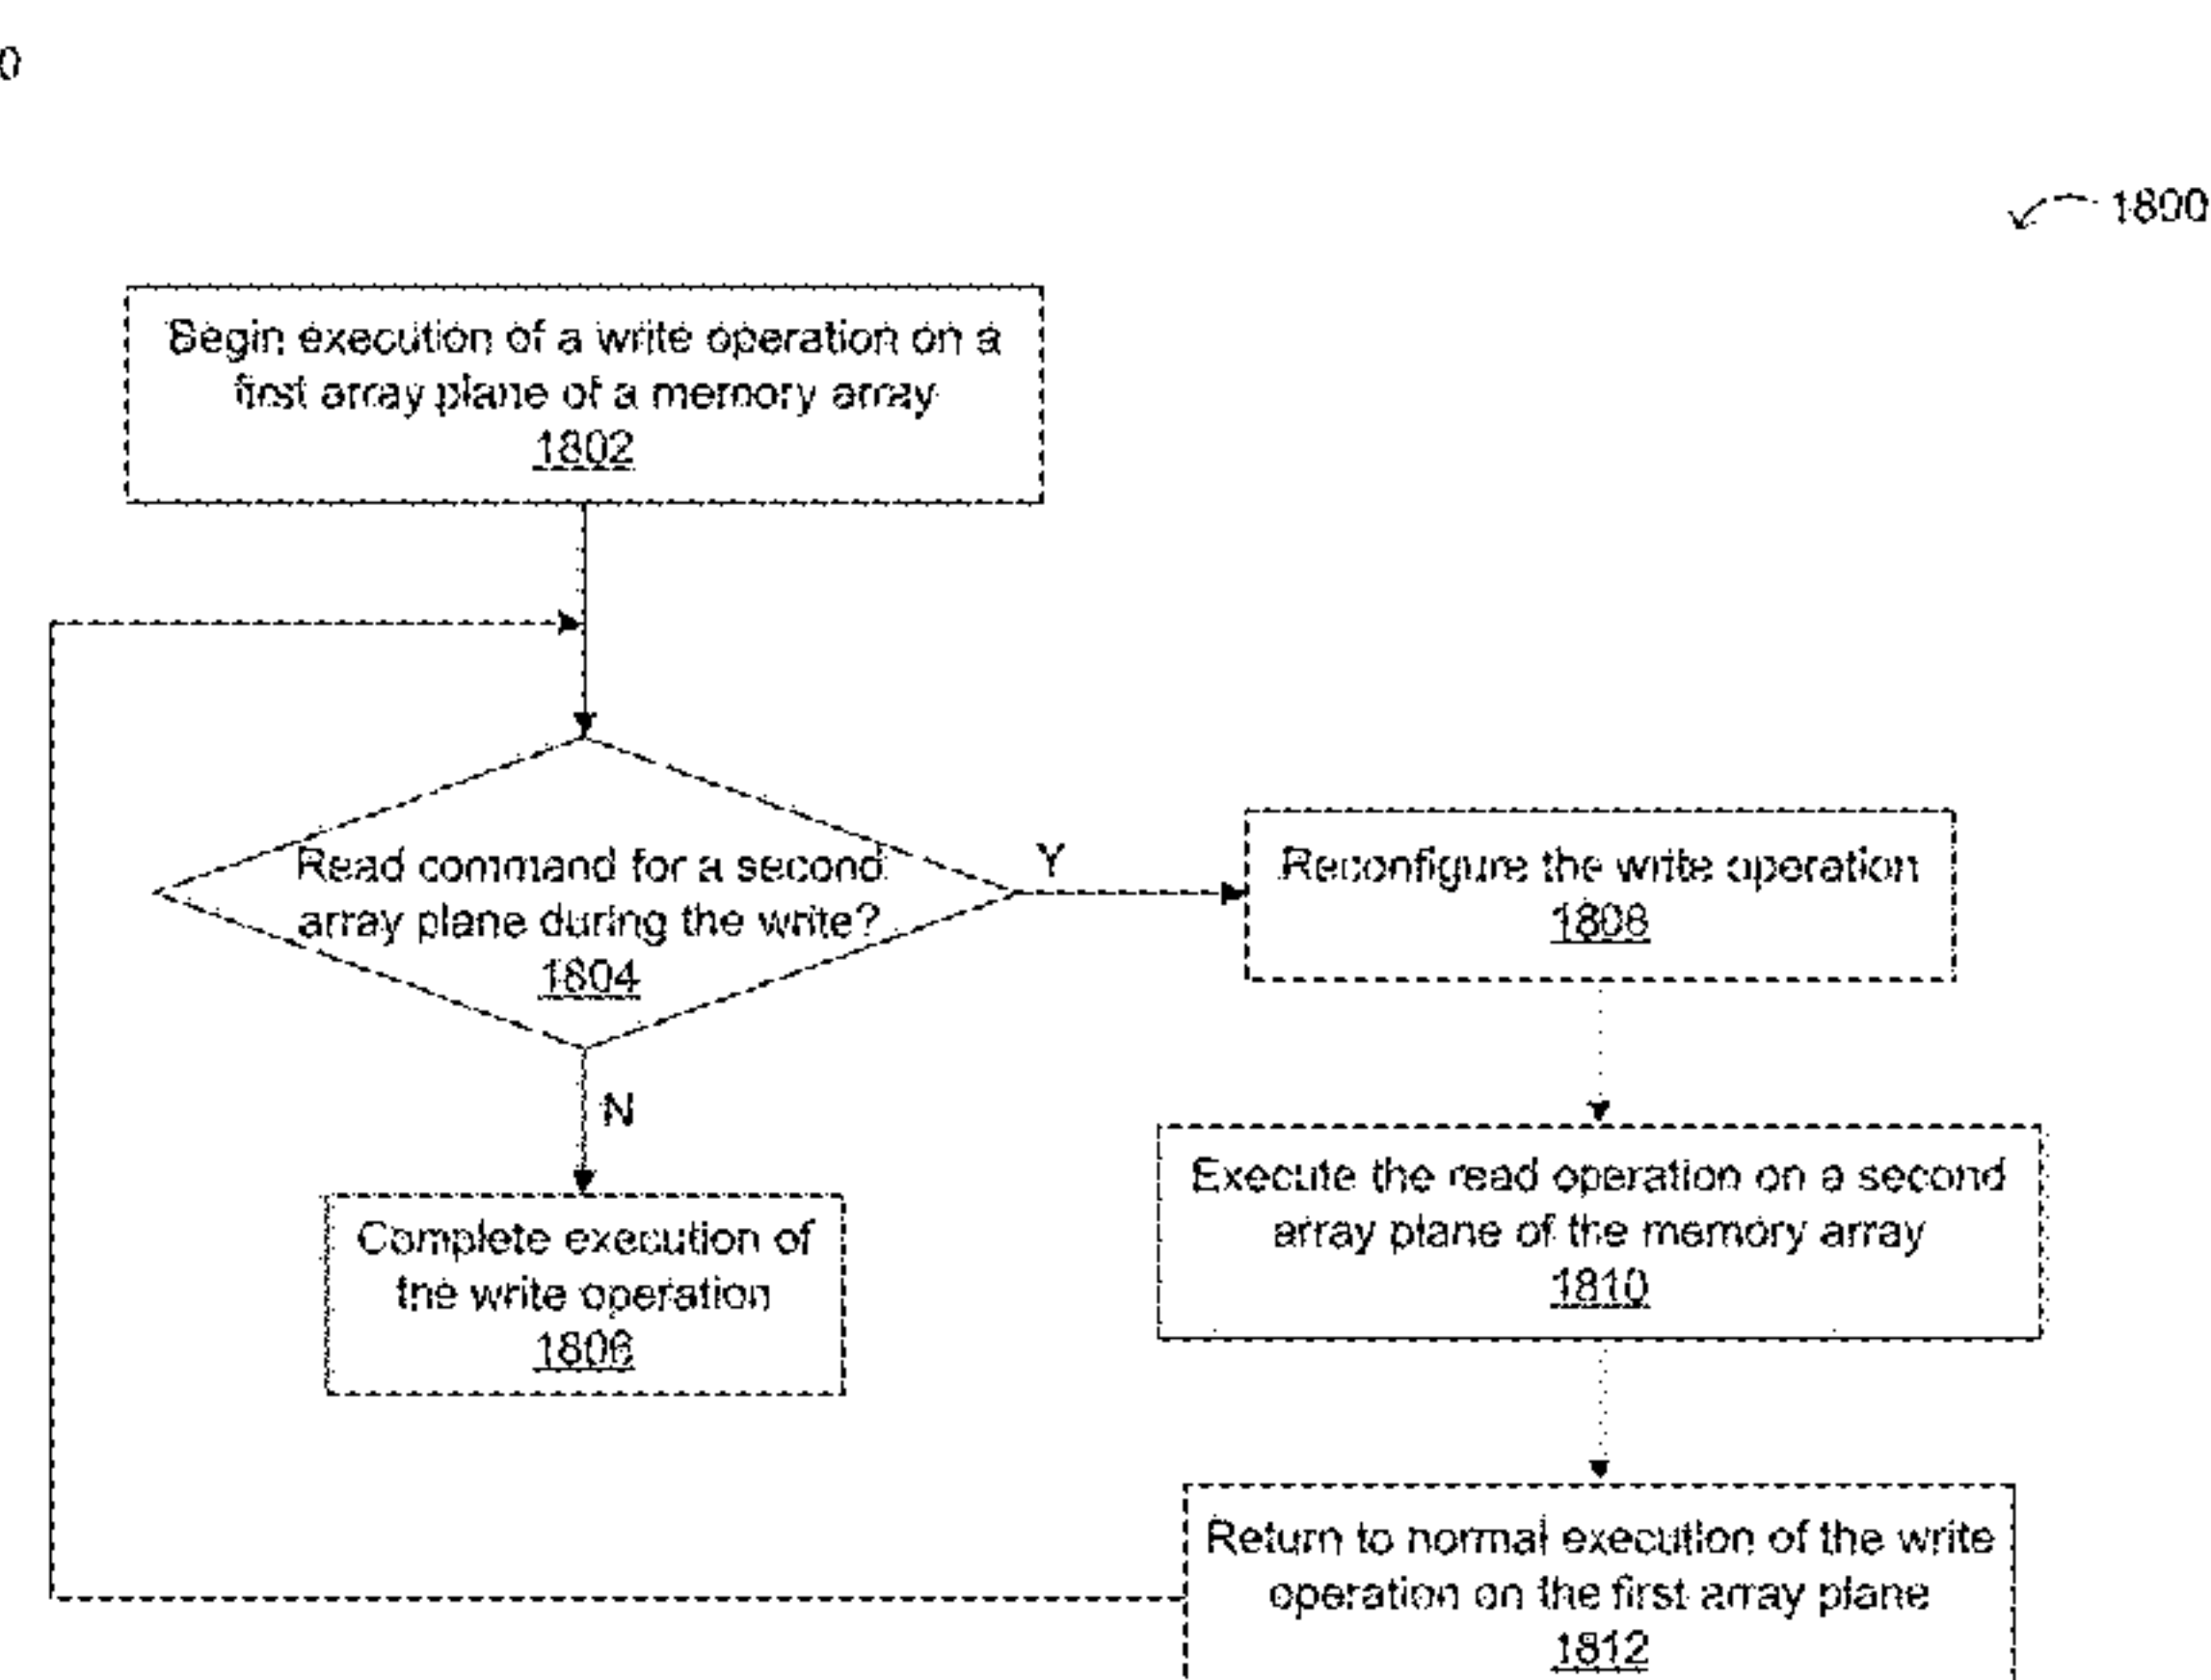 0
1800
Begin execution of a write operation on a
first array plane of a memory array
1802
Read command for a second
array plane during the write?
1804
Y
N
Reconfigure the write operation
1808
Complete execution of
the write operation
1806
Execute the read operation on a second
array plane of the memory array
1810
Return to normal execution of the write
operation on the first array plane
1812